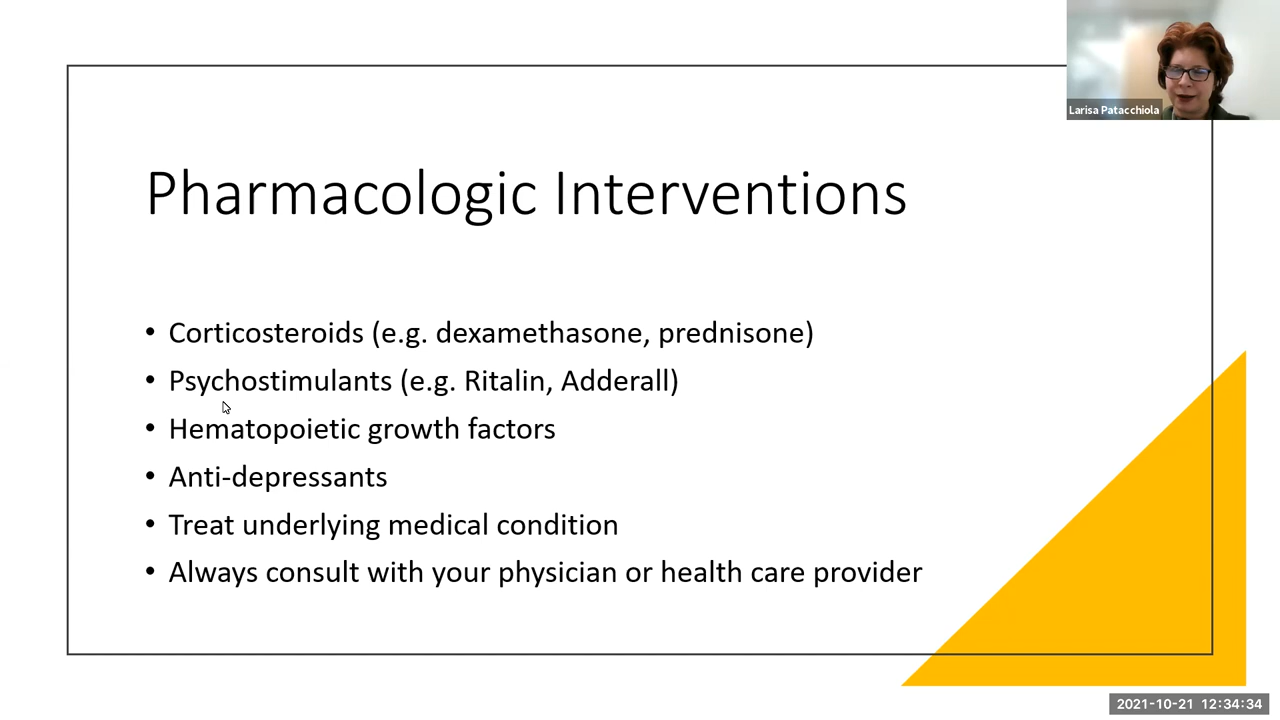 Larisa Patacchiola
Pharmacologic Interventions
• Corticosteroids (e.g. dexamethasone, prednisone)
• Psychostimulants (e.g. Ritalin, Adderall)
• Hematopoietic growth factors
• Anti-depressants
• Treat underlying medical condition
• Always consult with your physician or health care provider
2021-10-21 12:34:34